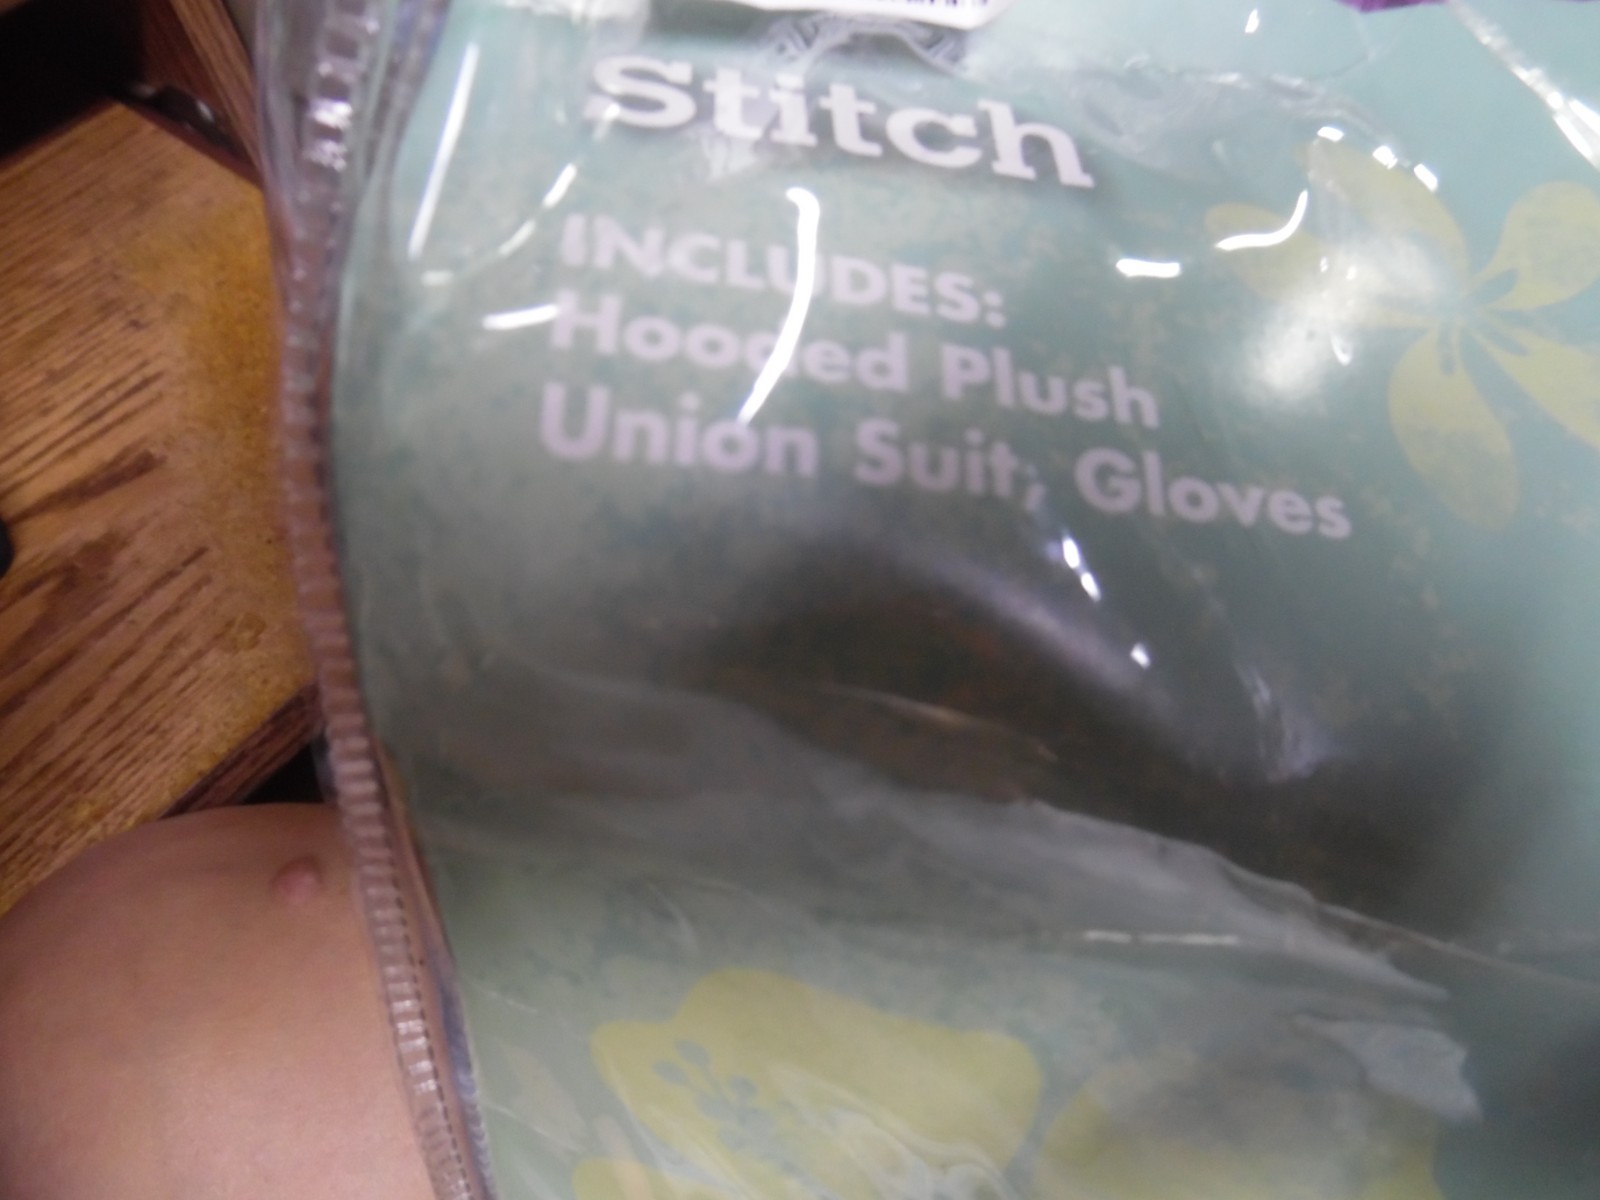 Stitch
INCLUDES:
Hooded Plush
Union Suit, Gloves